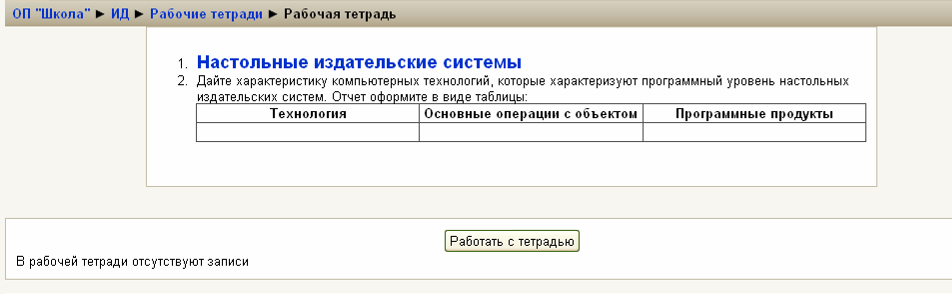 ОП "Школа" ► ИД ► Рабочие тетради ► Рабочая тетрадь
1. Настольные издательские системы
2. Дайте характеристику компьютерных технологий, которые характеризуют программный уровень настольных
издательских систем. Отчет оформите в виде таблицы:
Технология Основные операции с объектом Программные продукты
Работать с тетрадью
В рабочей тетради отсутствуют записи